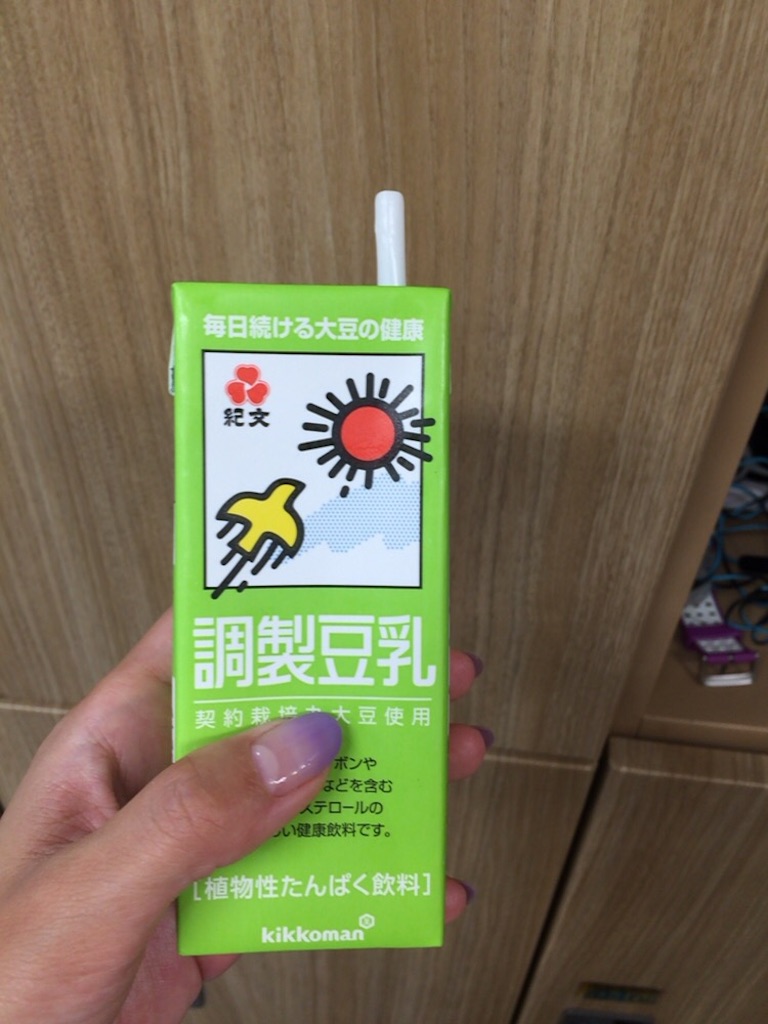 毎日続ける大豆の健康
紀文
調製豆乳
契約栽培丸大豆使用
ボンや
などを含む
ステロールの
い健康飲料です。
[植物性たんぱく飲料]
kikkoman